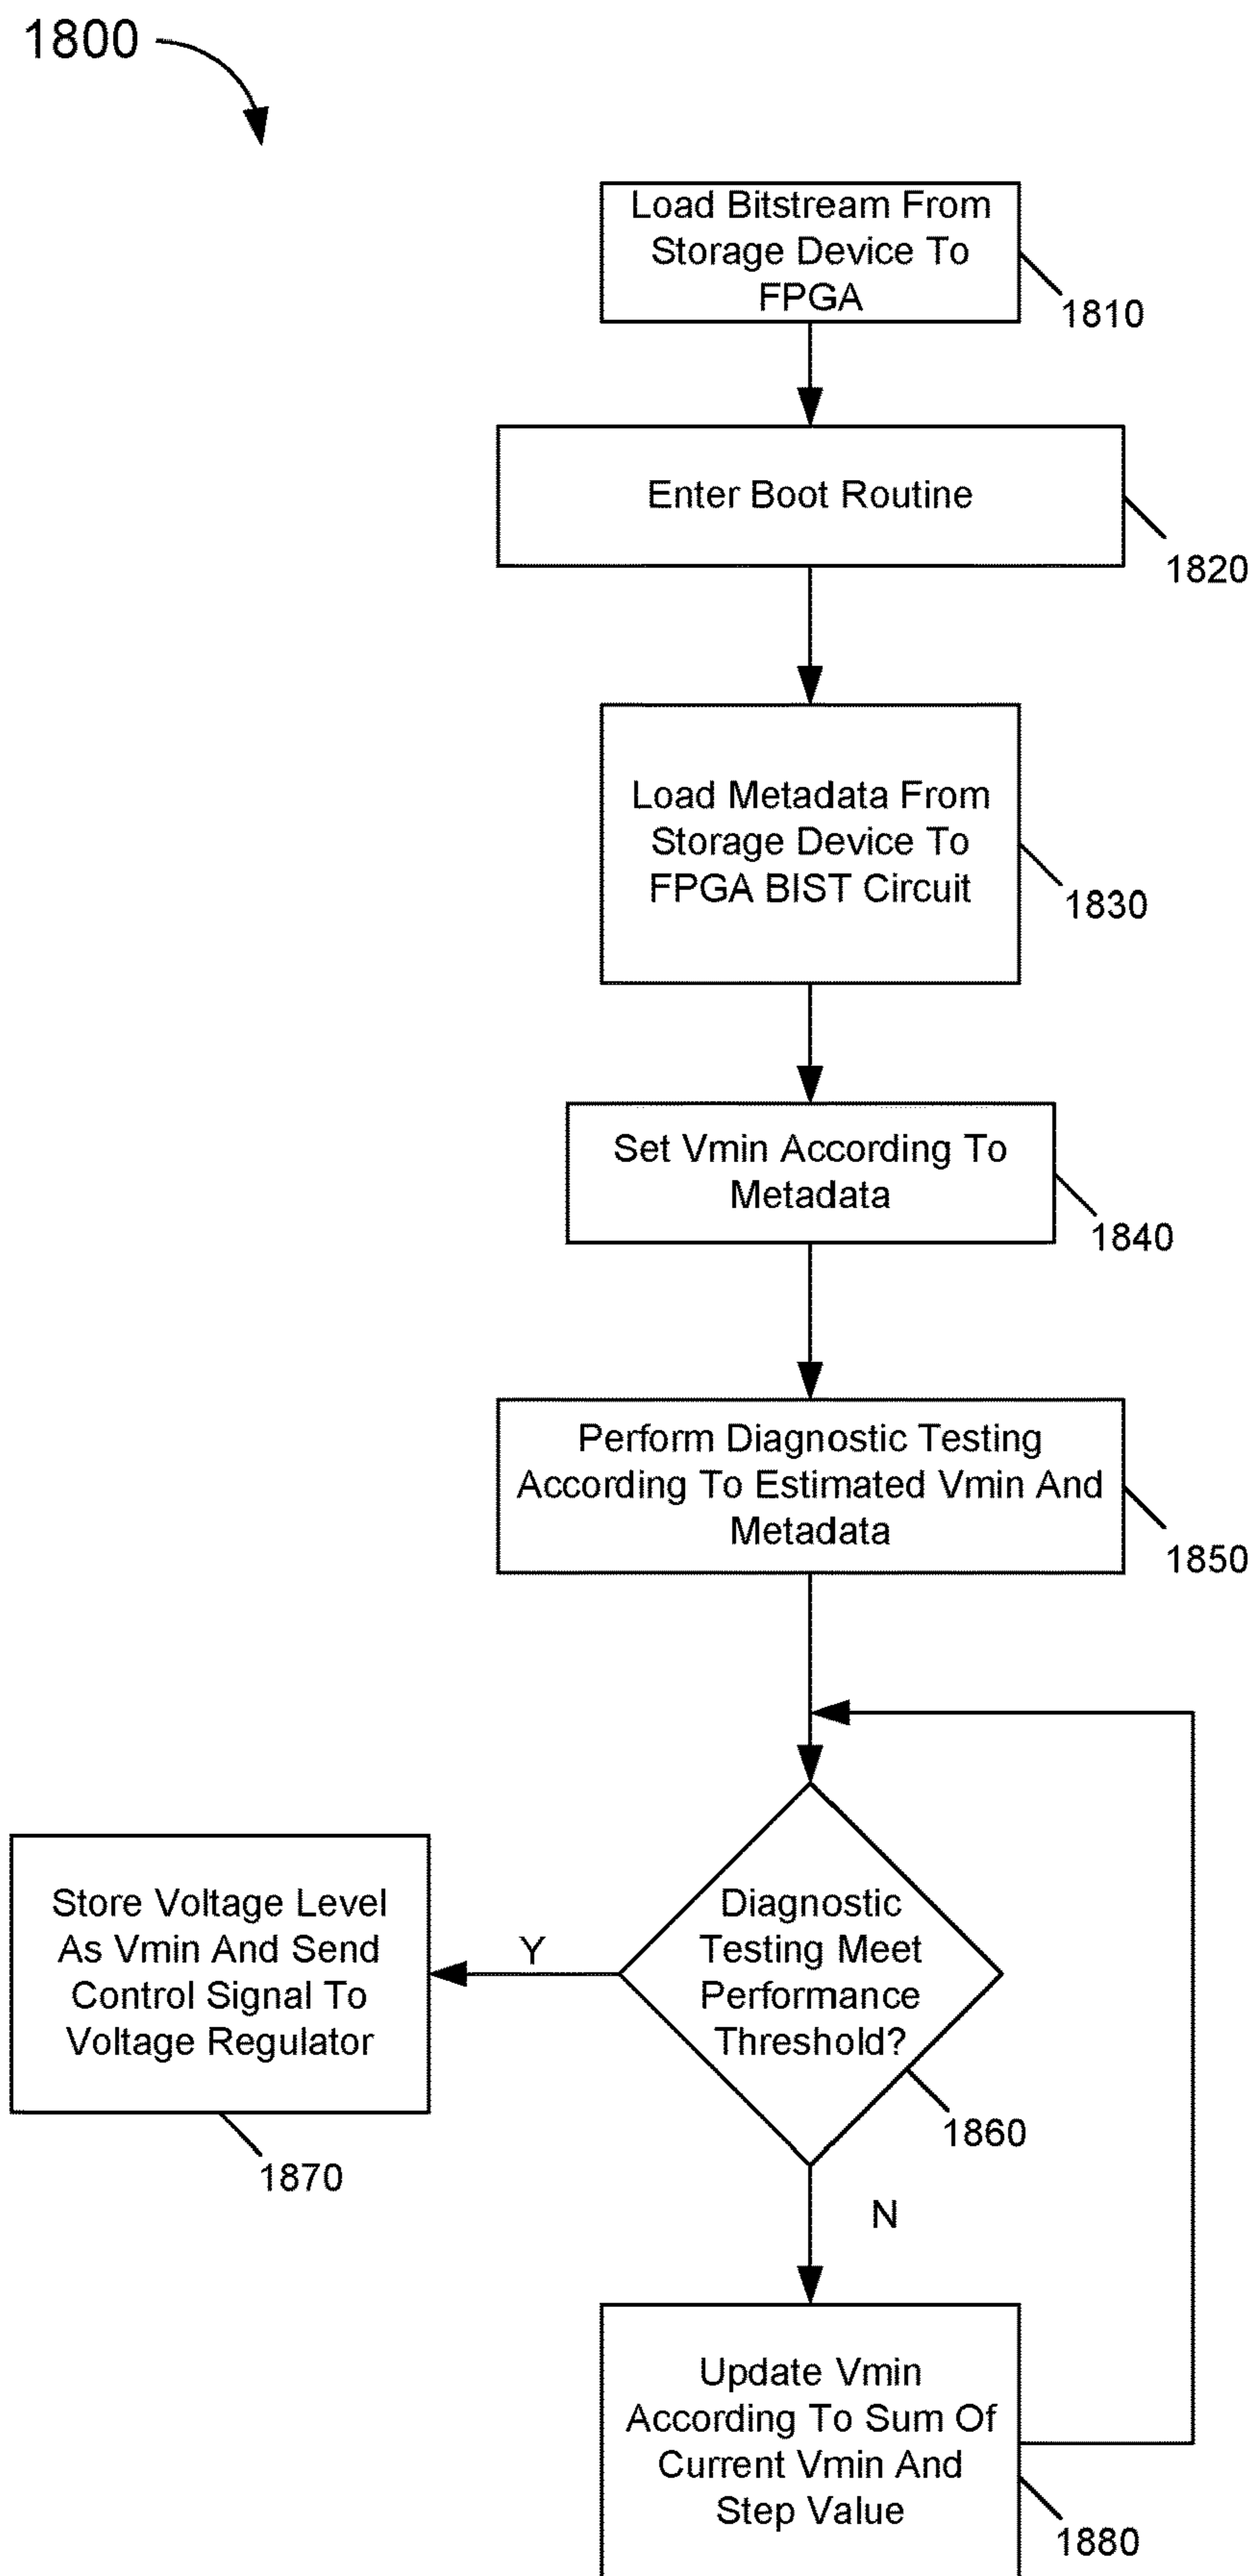 1800
Load Bitstream From
Storage Device To
FPGA
1810
Enter Boot Routine
1820
Load Metadata From
Storage Device To
FPGA BIST Circuit
1830
Set Vmin According To
Metadata
1840
Perform Diagnostic Testing
According To Estimated Vmin And
Metadata
1850
Diagnostic
Testing Meet
Performance
Threshold?
1860
Y
Store Voltage Level
As Vmin And Send
Control Signal To
Voltage Regulator
1870
N
Update Vmin
According To Sum Of
Current Vmin And
Step Value
1880